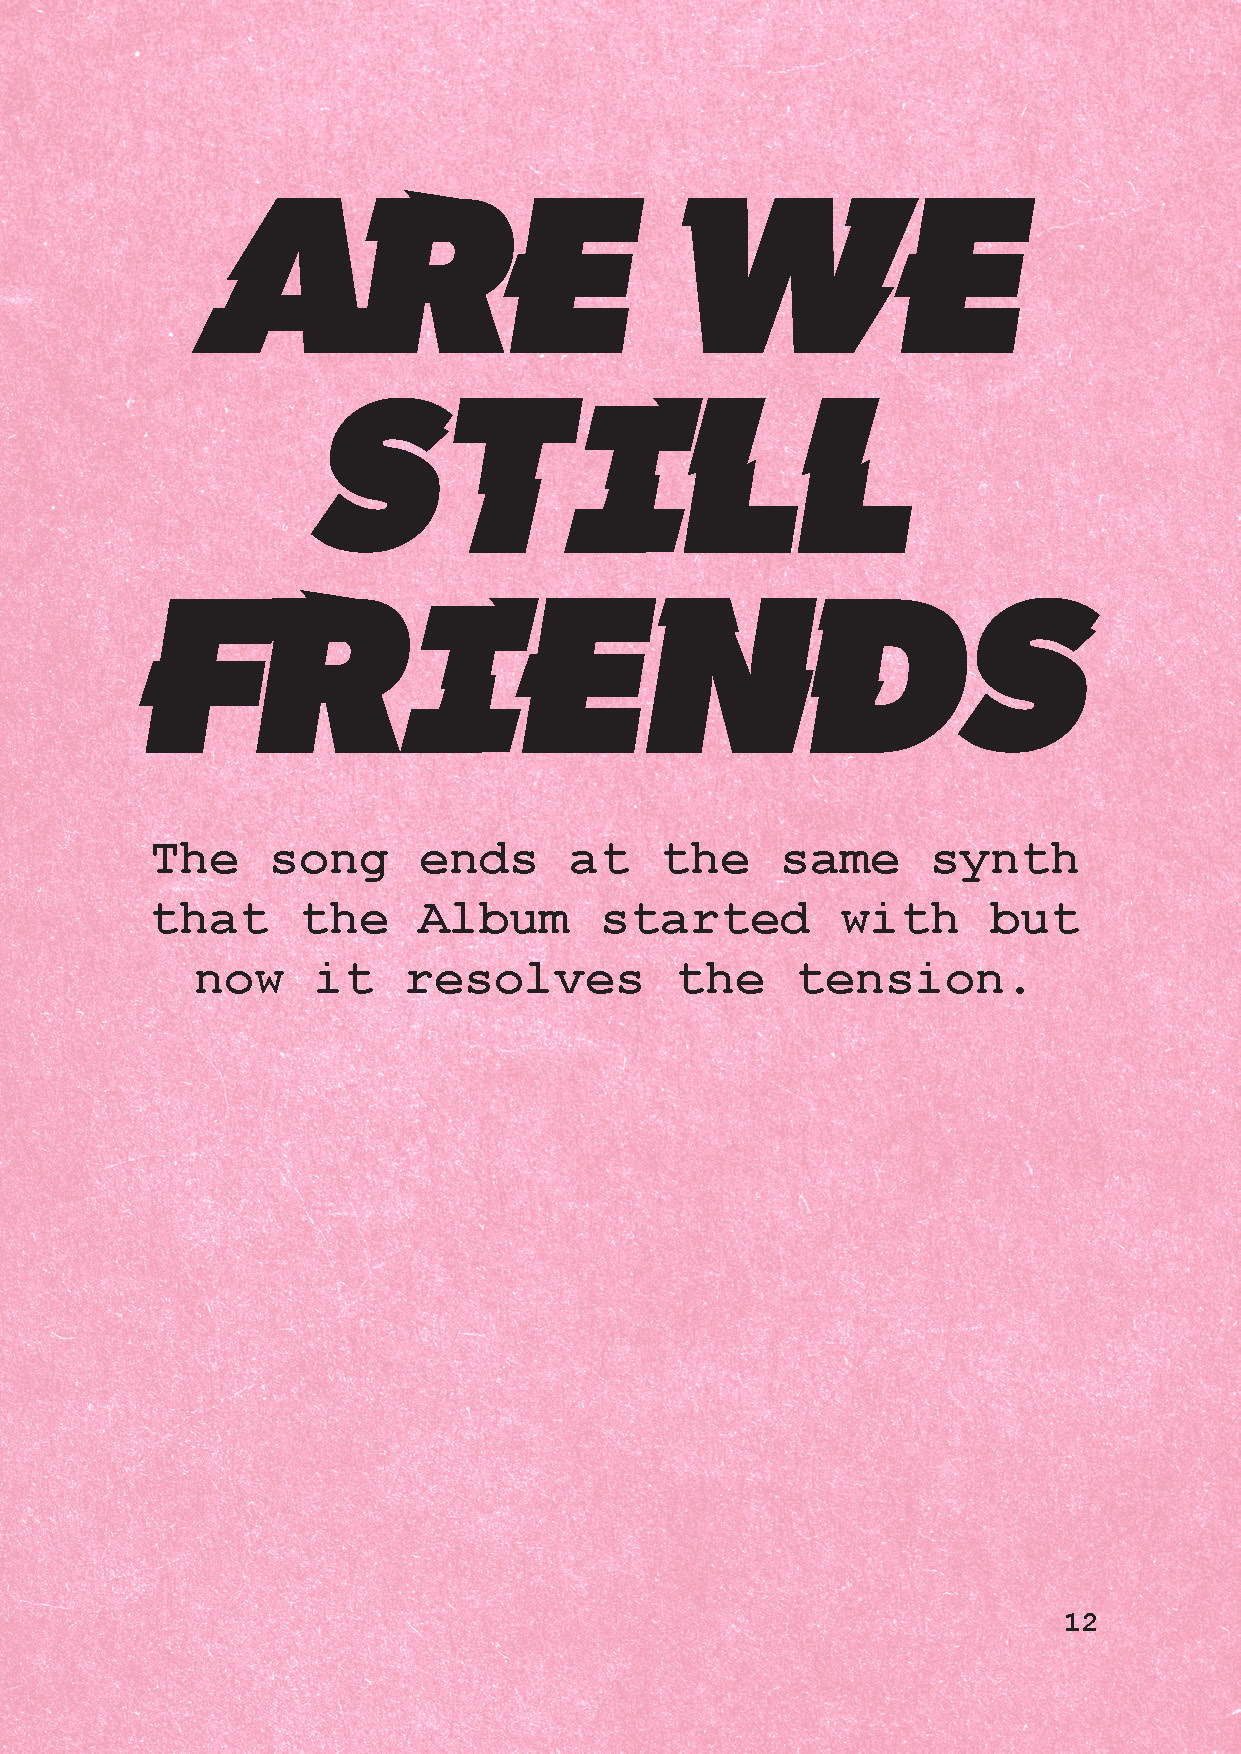 ARE WE
STILL
FRIENDS
The song ends at the same synth
that the Album started with but
now it resolves the tension.
12